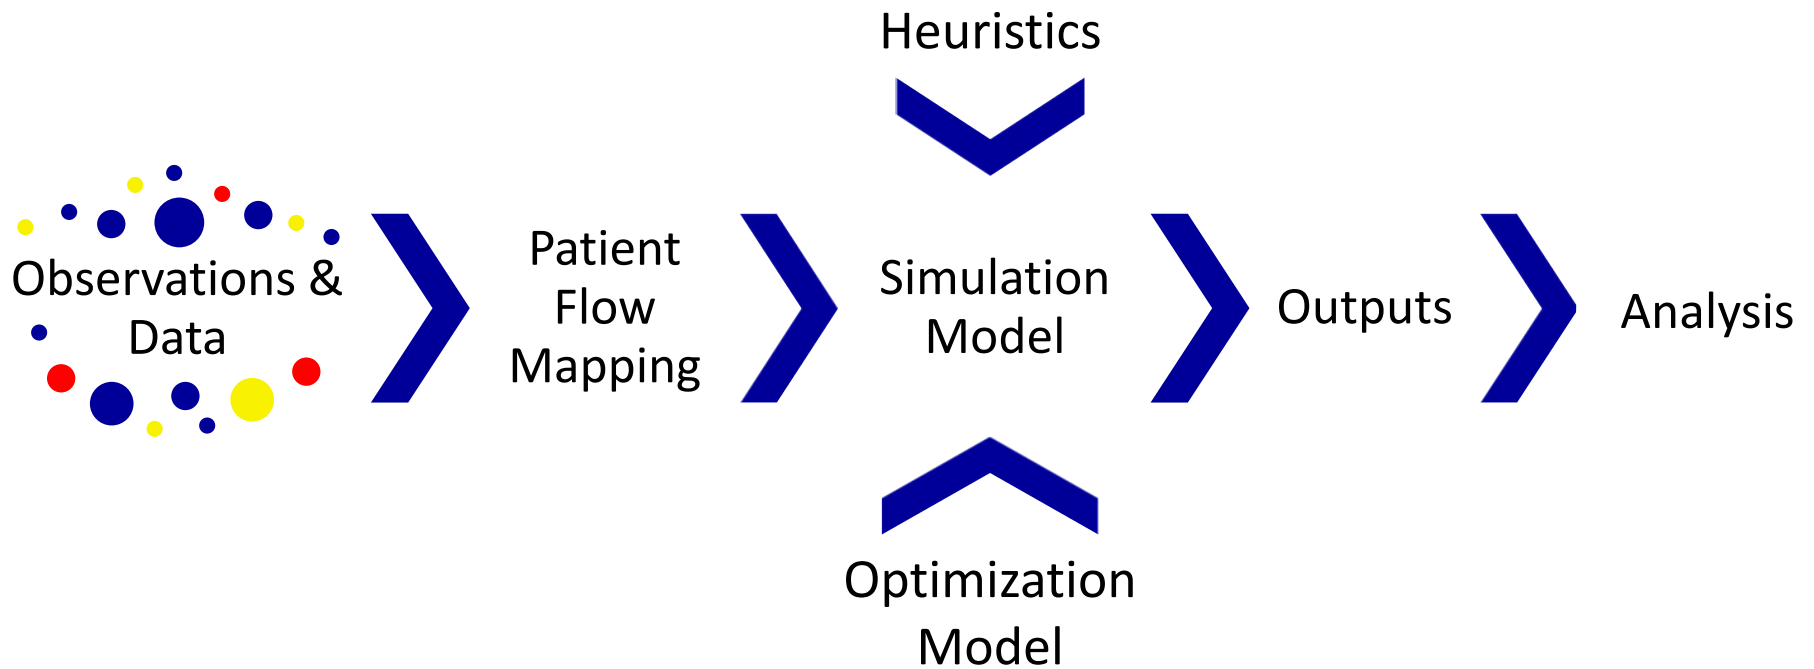 Heuristics
Observations &
Data
Patient
Flow
Mapping
Simulation
Model
Outputs
Analysis
Optimization
Model